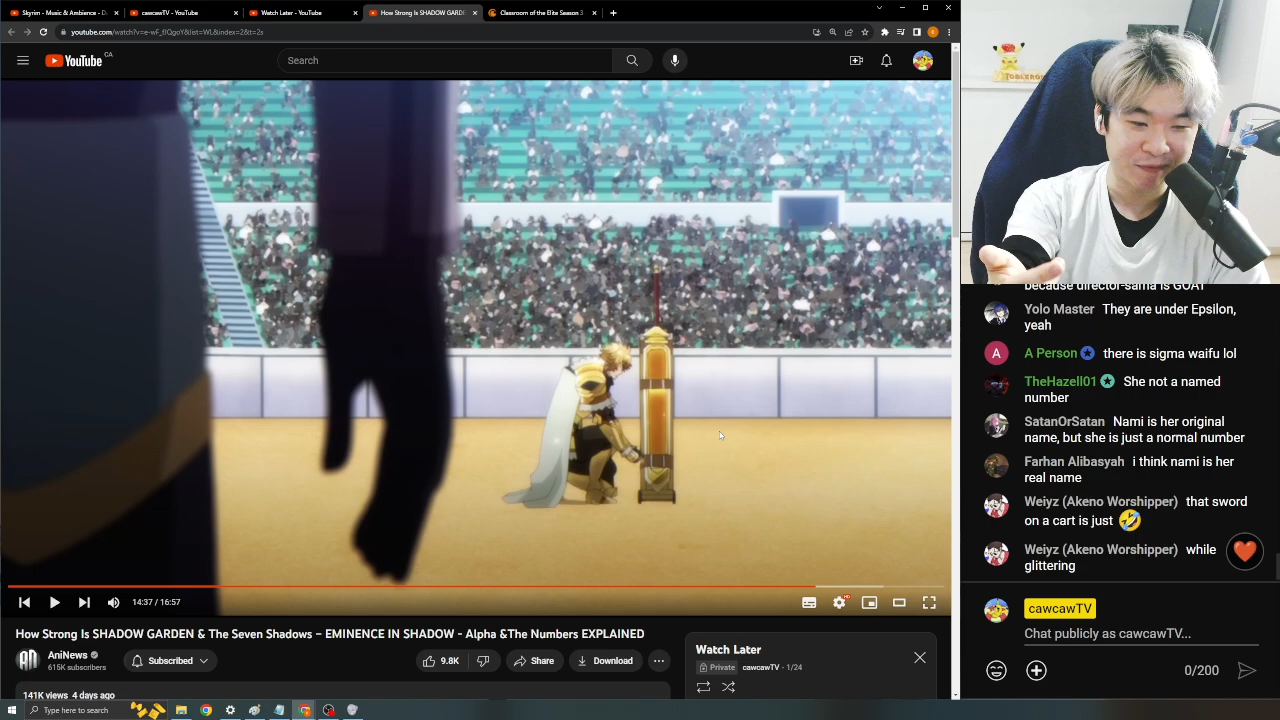 Skyrim - Music & Ambience - D
cawcawTV - YouTube
Watch Later - YouTube
How Strong Is SHADOW GARDE
Classroom of the Elite Season 3
youtube.com/watch?v=e-wF_fIQgoY&list=WL&index=2&t=2s
YouTube CA
Search
TOBLERONE
14:37 / 16:57
HD
How Strong Is SHADOW GARDEN & The Seven Shadows – EMINENCE IN SHADOW - Alpha &The Numbers EXPLAINED
AN
AniNews
615K subscribers
Subscribed
9.8K
Share
Download
141K views 4 days ago
Watch Later
Private cawcawTV - 1/24
because director-sama is GOAT
Yolo Master They are under Epsilon,
yeah
A
A Person there is sigma waifu lol
TheHazell01 She not a named
number
SatanOrSatan Nami is her original
name, but she is just a normal number
Farhan Alibasyah i think nami is her
real name
Weiyz (Akeno Worshipper) that sword
on a cart is just 🤣
Weiyz (Akeno Worshipper) while
glittering
cawcawTV
Chat publicly as cawcawTV...
0/200
Type here to search